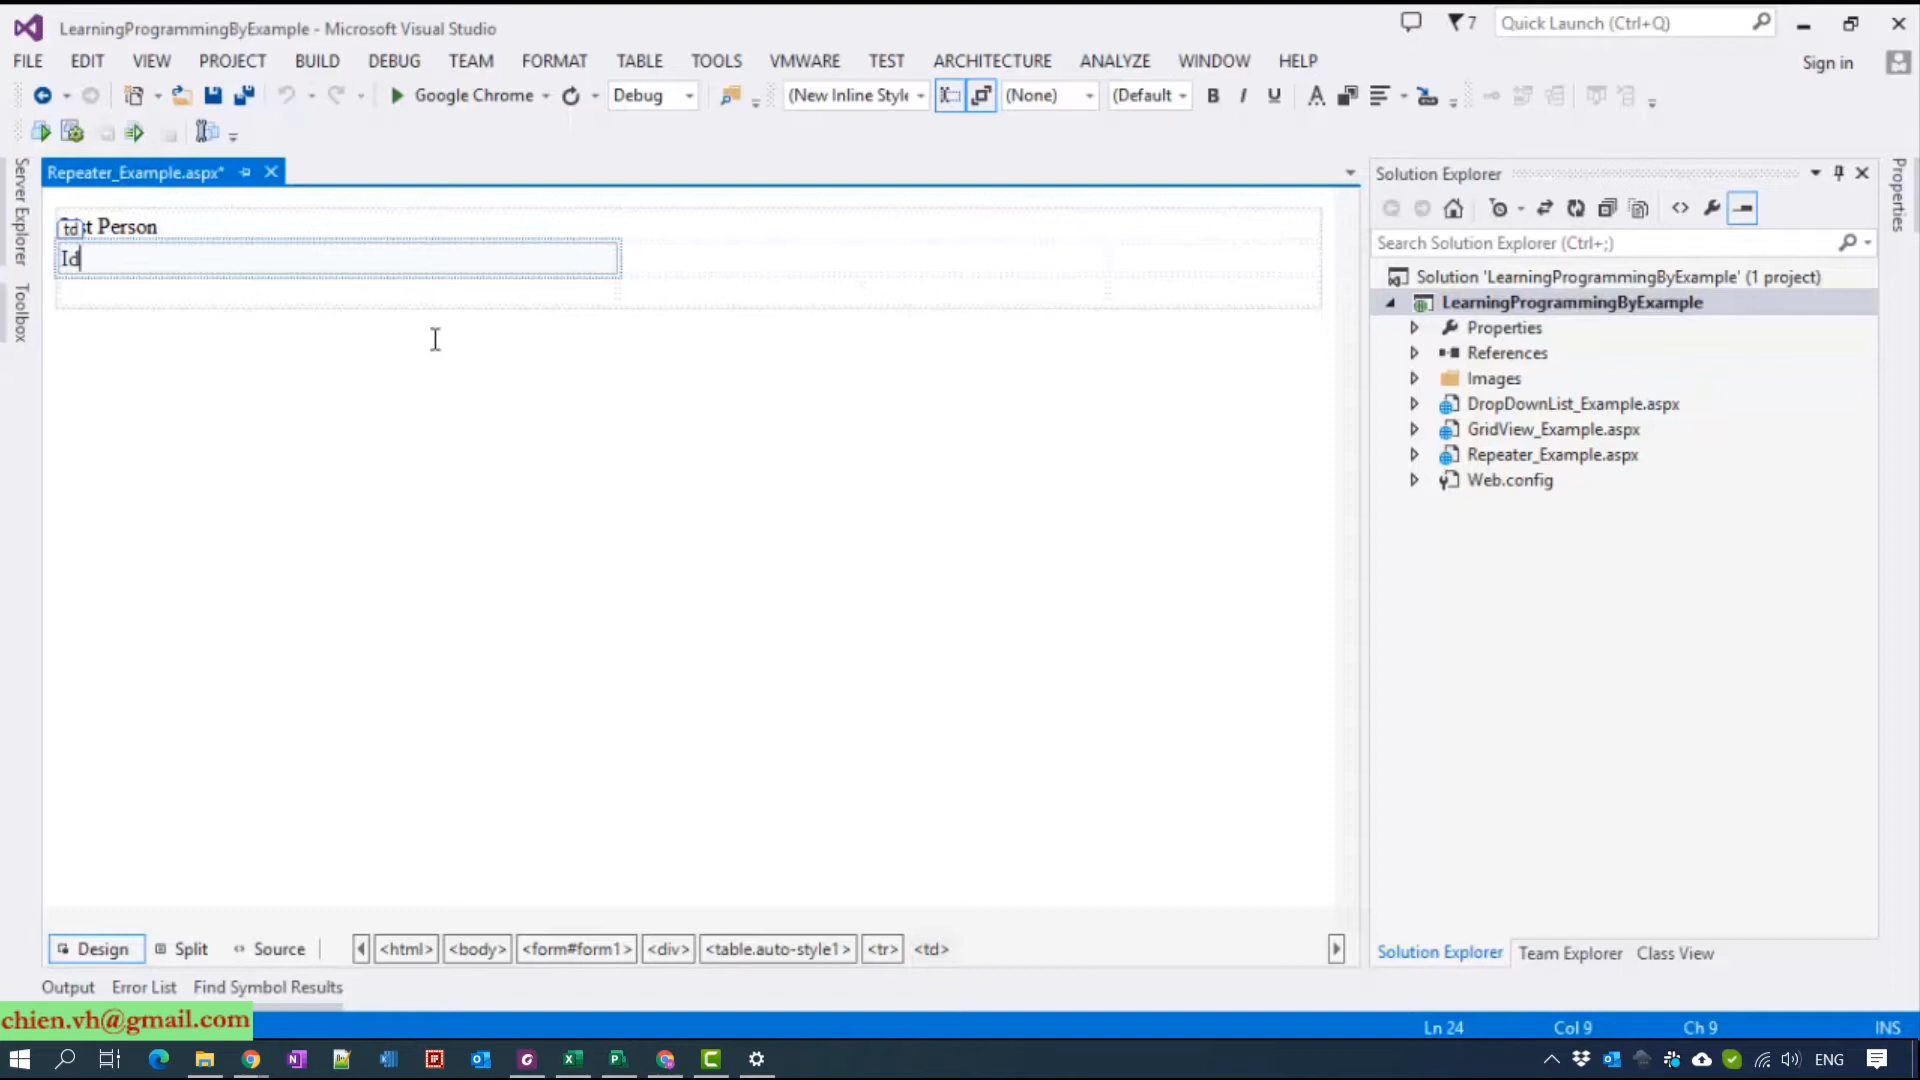 LearningProgrammingByExample - Microsoft Visual Studio
7
Quick Launch (Ctrl+Q)
FILE EDIT VIEW PROJECT BUILD DEBUG TEAM FORMAT TABLE TOOLS VMWARE TEST ARCHITECTURE ANALYZE WINDOW HELP
Sign in
Google Chrome Debug (New Inline Style (None) (Default B I U A
Server Explorer
Toolbox
Repeater_Example.aspx*
td
st Person
Id
Solution Explorer
Search Solution Explorer (Ctrl+;)
Solution 'LearningProgrammingByExample' (1 project)
LearningProgrammingByExample
Properties
References
Images
DropDownList_Example.aspx
GridView_Example.aspx
Repeater_Example.aspx
Web.config
Properties
Design Split Source <html> <body> <form#form1> <div> <table.auto-style1> <tr> <td>
Solution Explorer Team Explorer Class View
Output Error List Find Symbol Results
chien.vh@gmail.com
Ln 24 Col 9 Ch 9 INS
ENG